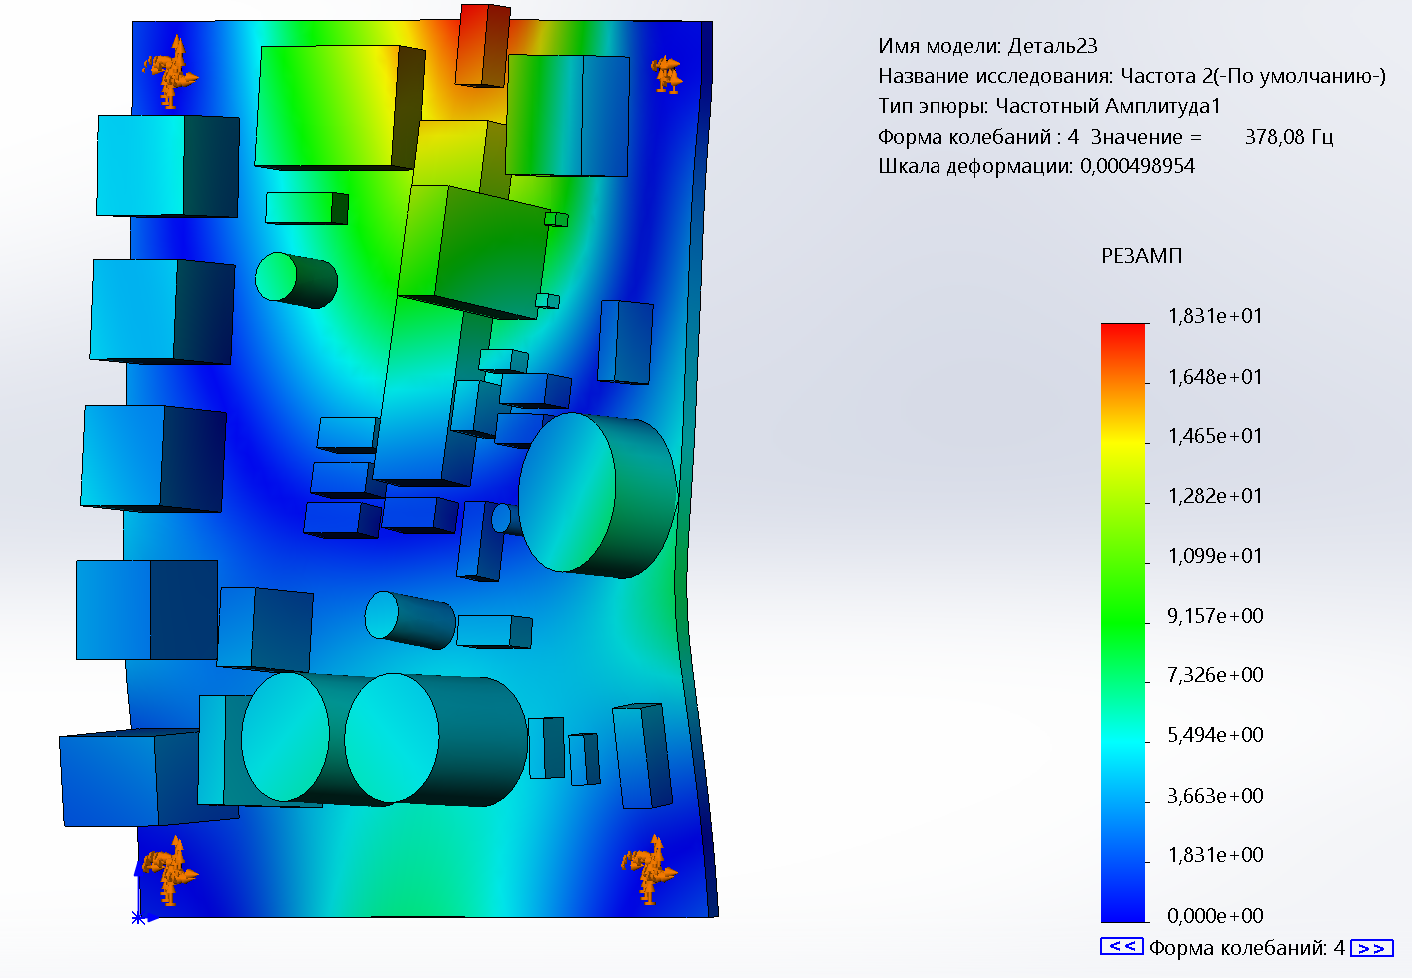 Имя модели: Деталь23
Название исследования: Частота 2(-По умолчанию-)
Тип эпюры: Частотный Амплитуда1
Форма колебаний : 4 Значение = 378,08 Гц
Шкала деформации: 0,000498954
РЕЗАМП
1,831e+01
1,648e+01
1,465e+01
1,282e+01
1,099e+01
9,157e+00
7,326e+00
5,494e+00
3,663e+00
1,831e+00
0,000e+00
<< Форма колебаний: 4 >>